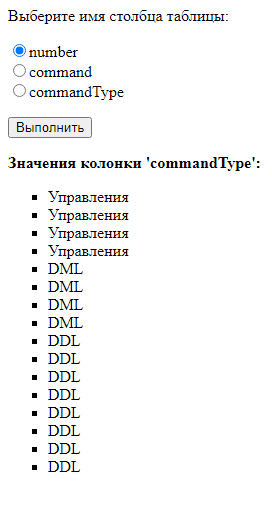 Выберите имя столбца таблицы:
number
command
commandType
Выполнить
Значения колонки 'commandType':
Управления
Управления
Управления
Управления
DML
DML
DML
DML
DDL
DDL
DDL
DDL
DDL
DDL
DDL
DDL